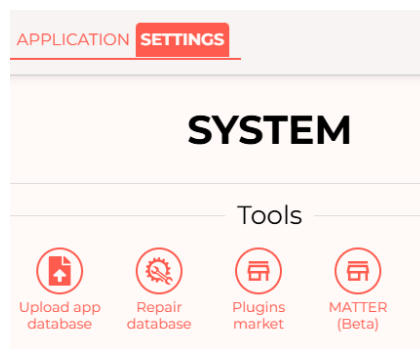 APPLICATION SETTINGS
SYSTEM
Tools
Upload app database
Repair database
Plugins market
MATTER (Beta)